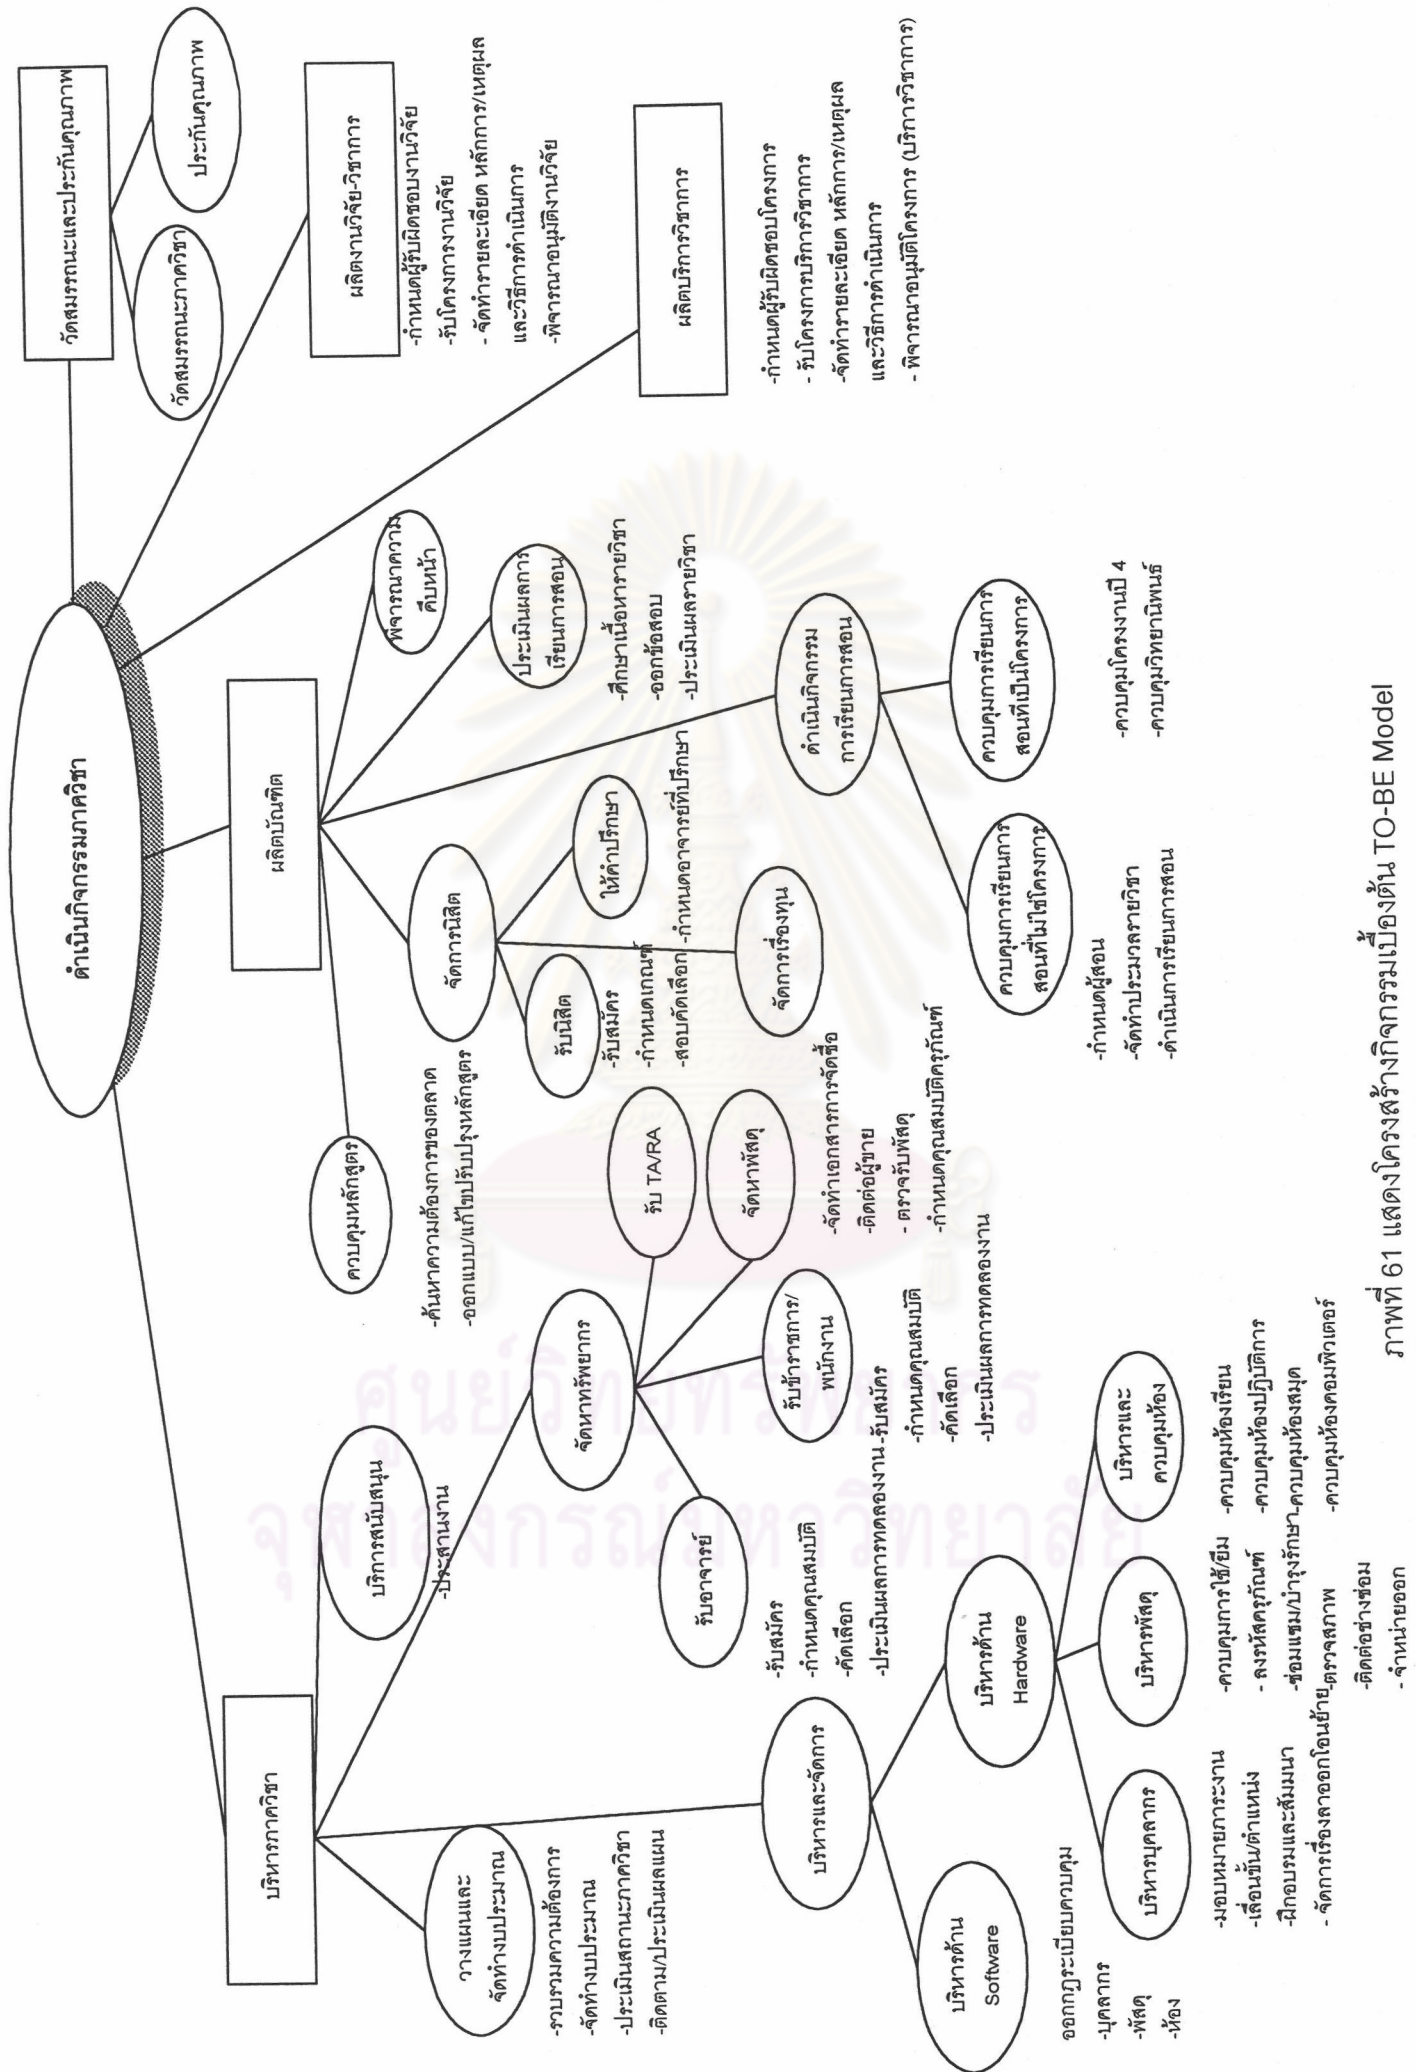 ดำเนินกิจกรรมภาควิชา
บริหารภาควิชา
ผลิตบัณฑิต
วัดสมรรถนะและประกันคุณภาพ
วัดสมรรถนะภาควิชา
ประกันคุณภาพ
ผลิตงานวิจัย-วิชาการ
-กำหนดผู้รับผิดชอบงานวิจัย
-รับโครงการงานวิจัย
- จัดทำรายละเอียด หลักการ/เหตุผล
และวิธีการดำเนินการ
-พิจารณาอนุมัติงานวิจัย
ผลิตบริการวิชาการ
-กำหนดผู้รับผิดชอบโครงการ
- รับโครงการบริการวิชาการ
-จัดทำรายละเอียด หลักการ/เหตุผล
และวิธีการดำเนินการ
- พิจารณาอนุมัติโครงการ (บริการวิชาการ)
ควบคุมหลักสูตร
-ค้นหาความต้องการของตลาด
-ออกแบบ/แก้ไขปรับปรุงหลักสูตร
จัดการนิสิต
รับนิสิต
-รับสมัคร
-กำหนดเกณฑ์
-สอบคัดเลือก
ให้คำปรึกษา
-กำหนดอาจารย์ที่ปรึกษา
จัดการเรื่องทุน
พิจารณาความ
คืบหน้า
ประเมินผลการ
เรียนการสอน
-ศึกษาเนื้อหารายวิชา
-ออกข้อสอบ
-ประเมินผลรายวิชา
ดำเนินกิจกรรม
การเรียนการสอน
ควบคุมการเรียนการ
สอนที่ไม่ใช่โครงการ
-กำหนดผู้สอน
-จัดทำประมวลรายวิชา
-ดำเนินการเรียนการสอน
ควบคุมการเรียนการ
สอนที่เป็นโครงการ
-ควบคุมโครงงานปี 4
-ควบคุมวิทยานิพนธ์
บริการสนับสนุน
-ประสานงาน
วางแผนและ
จัดทำงบประมาณ
-รวบรวมความต้องการ
-จัดทำงบประมาณ
-ประเมินสถานะภาควิชา
-ติดตาม/ประเมินผลแผน
จัดหาทรัพยากร
รับอาจารย์
-รับสมัคร
-กำหนดคุณสมบัติ
-คัดเลือก
-ประเมินผลการทดลองงาน
รับข้าราชการ/
พนักงาน
-รับสมัคร
-กำหนดคุณสมบัติ
-คัดเลือก
-ประเมินผลการทดลองงาน
จัดหาพัสดุ
-จัดทำเอกสารการจัดซื้อ
-ติดต่อผู้ขาย
- ตรวจรับพัสดุ
-กำหนดคุณสมบัติครุภัณฑ์
รับ TA/RA
บริหารและจัดการ
บริหารด้าน
Software
ออกกฎระเบียบควบคุม
-บุคลากร
-พัสดุ
-ห้อง
บริหารด้าน
Hardware
บริหารบุคลากร
-มอบหมายภาระงาน
-เลื่อนขั้น/ตำแหน่ง
-ฝึกอบรมและสัมมนา
- จัดการเรื่องลาออกโอนย้าย
บริหารพัสดุ
-ควบคุมการใช้/ยืม
- ลงรหัสครุภัณฑ์
-ซ่อมแซม/บำรุงรักษา
-ตรวจสภาพ
-ติดต่อช่างซ่อม
- จำหน่ายออก
บริหารและ
ควบคุมห้อง
-ควบคุมห้องเรียน
-ควบคุมห้องปฏิบัติการ
-ควบคุมห้องสมุด
-ควบคุมห้องคอมพิวเตอร์
ภาพที่ 61 แสดงโครงสร้างกิจกรรมเบื้องต้น TO-BE Model
ศูนย์วิทยทรัพยากร
จุฬาลงกรณ์มหาวิทยาลัย